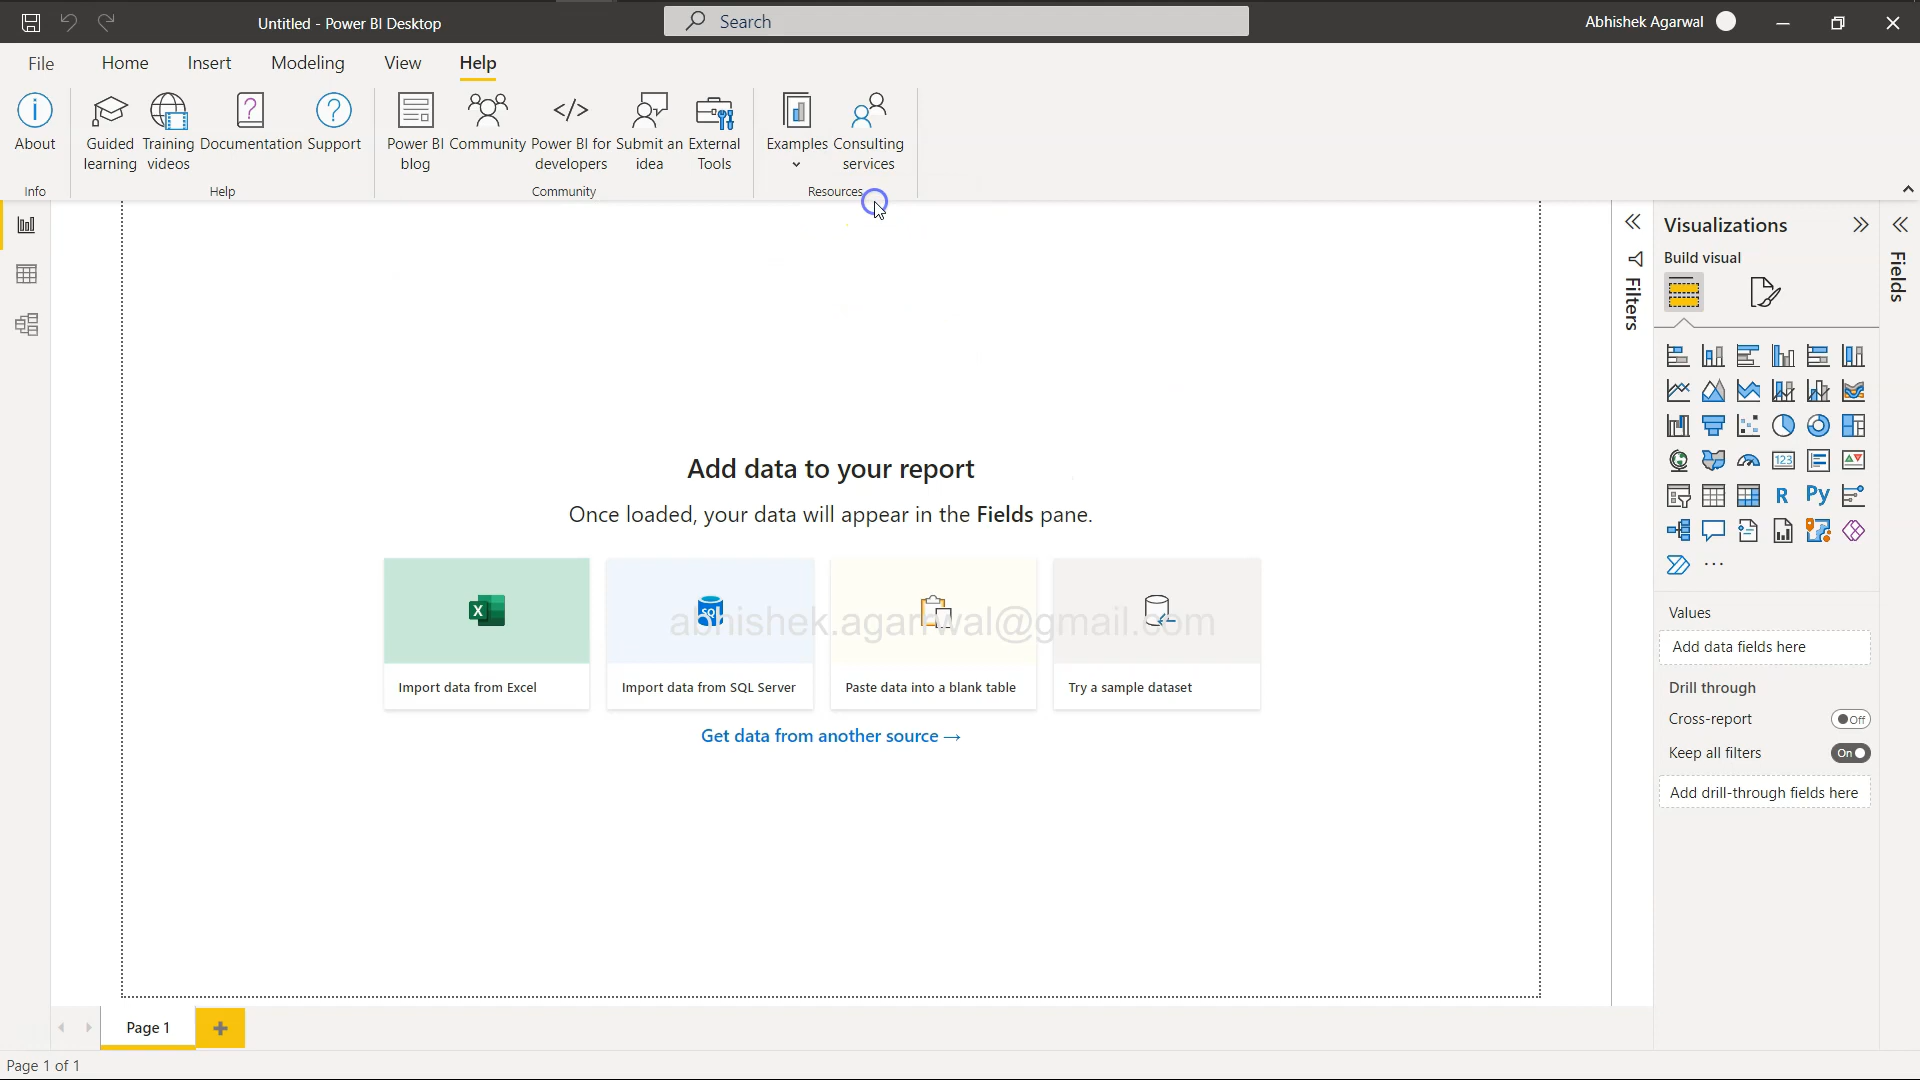 Untitled - Power BI Desktop
Search
Abhishek Agarwal
File Home Insert Modeling View Help
About
Guided learning
Training videos
Documentation
Support
Power BI blog
Community
Power BI for developers
Submit an idea
External Tools
Examples
Consulting services
Info Help Community Resources
Visualizations
Build visual
Filters
Fields
R Py
123
Add data to your report
Once loaded, your data will appear in the Fields pane.
SQL
X
abhishek.agarrwal@gmail.com
Import data from Excel
Import data from SQL Server
Paste data into a blank table
Try a sample dataset
Get data from another source →
Values
Add data fields here
Drill through
Cross-report Off
Keep all filters On
Add drill-through fields here
Page 1
Page 1 of 1